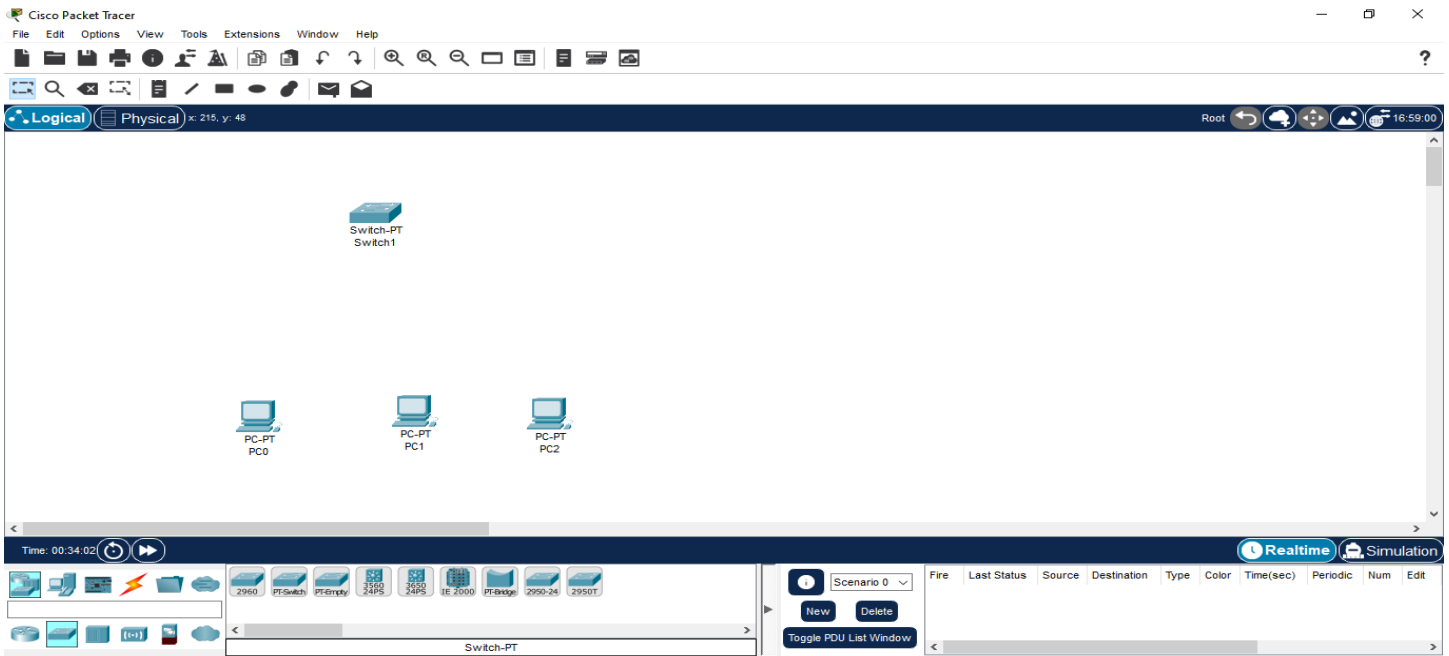 Cisco Packet Tracer
File Edit Options View Tools Extensions Window Help
?
Logical Physical x: 215, y: 48 Root 16:59:00
Switch-PT
Switch1
PC-PT
PC0
PC-PT
PC1
PC-PT
PC2
Time: 00:34:02 Realtime Simulation
2960 PT-Switch PT-Empty 3560 24PS 3650 24PS IE 2000 PT-Bridge 2950-24 2950T
Switch-PT
Scenario 0
New Delete
Toggle PDU List Window
Fire Last Status Source Destination Type Color Time(sec) Periodic Num Edit